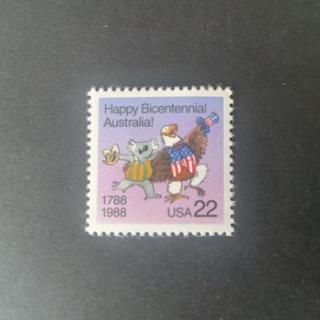 Happy Bicentennial
Australia!
1788
1988
USA 22